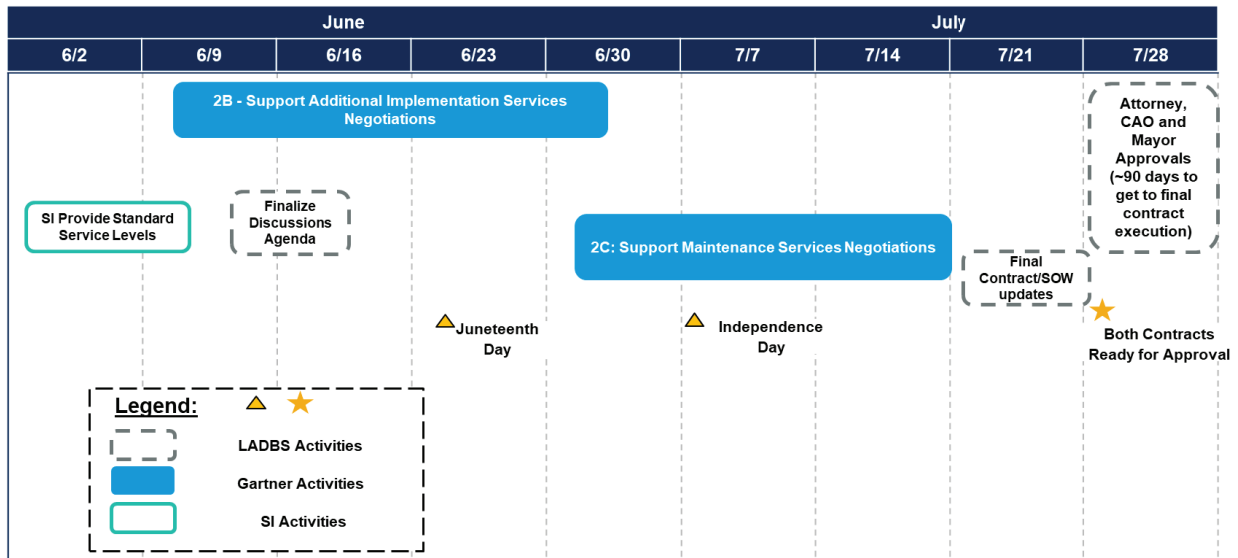 June
July
6/2
6/9
6/16
6/23
6/30
7/7
7/14
7/21
7/28
2B - Support Additional Implementation Services
Negotiations
Attorney,
CAO and
Mayor
Approvals
(~90 days to
get to final
contract
execution)
SI Provide Standard
Service Levels
Finalize
Discussions
Agenda
2C: Support Maintenance Services Negotiations
Final
Contract/SOW
updates
Juneteenth
Day
Independence
Day
Both Contracts
Ready for Approval
Legend:
LADBS Activities
Gartner Activities
SI Activities